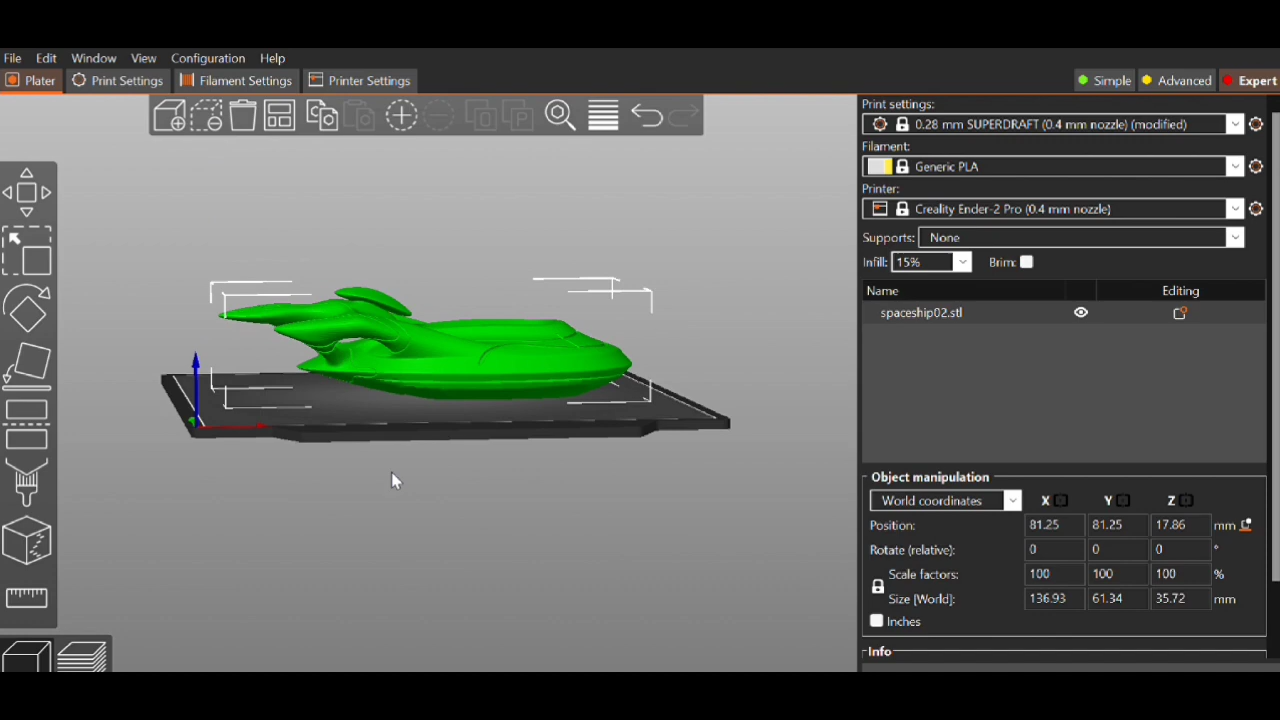 File Edit Window View Configuration Help
Plater Print Settings Filament Settings Printer Settings Simple Advanced Expert
Print settings:
0.28 mm SUPERDRAFT (0.4 mm nozzle) (modified)
Filament:
Generic PLA
Printer:
Creality Ender-2 Pro (0.4 mm nozzle)
Supports: None
Infill: 15% Brim:
Name Editing
spaceship02.stl
Object manipulation
World coordinates X Y Z
Position: 81.25 81.25 17.86 mm
Rotate (relative): 0 0 0 °
Scale factors: 100 100 100 %
Size [World]: 136.93 61.34 35.72 mm
Inches
Info